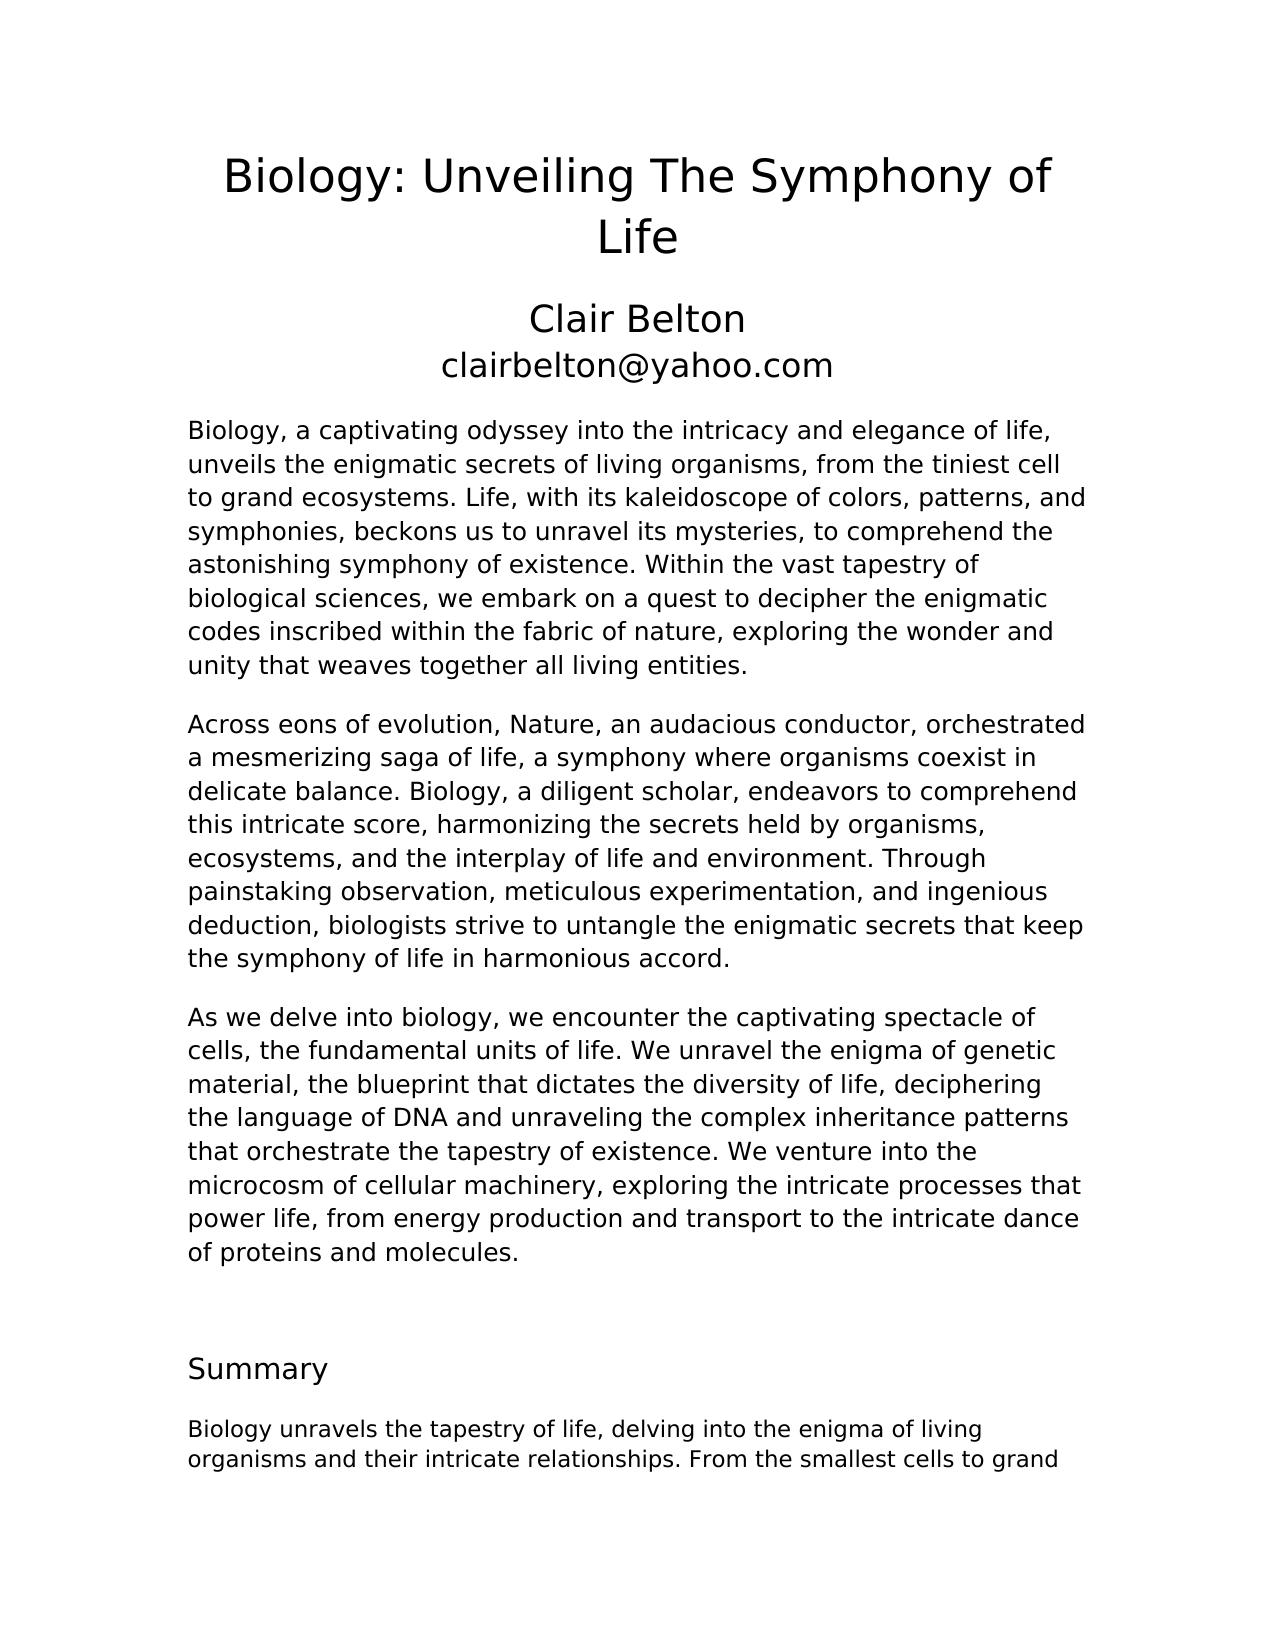 Biology: Unveiling The Symphony of
Life
Clair Belton
clairbelton@yahoo.com
Biology, a captivating odyssey into the intricacy and elegance of life,
unveils the enigmatic secrets of living organisms, from the tiniest cell
to grand ecosystems. Life, with its kaleidoscope of colors, patterns, and
symphonies, beckons us to unravel its mysteries, to comprehend the
astonishing symphony of existence. Within the vast tapestry of
biological sciences, we embark on a quest to decipher the enigmatic
codes inscribed within the fabric of nature, exploring the wonder and
unity that weaves together all living entities.
Across eons of evolution, Nature, an audacious conductor, orchestrated
a mesmerizing saga of life, a symphony where organisms coexist in
delicate balance. Biology, a diligent scholar, endeavors to comprehend
this intricate score, harmonizing the secrets held by organisms,
ecosystems, and the interplay of life and environment. Through
painstaking observation, meticulous experimentation, and ingenious
deduction, biologists strive to untangle the enigmatic secrets that keep
the symphony of life in harmonious accord.
As we delve into biology, we encounter the captivating spectacle of
cells, the fundamental units of life. We unravel the enigma of genetic
material, the blueprint that dictates the diversity of life, deciphering
the language of DNA and unraveling the complex inheritance patterns
that orchestrate the tapestry of existence. We venture into the
microcosm of cellular machinery, exploring the intricate processes that
power life, from energy production and transport to the intricate dance
of proteins and molecules.
Summary
Biology unravels the tapestry of life, delving into the enigma of living
organisms and their intricate relationships. From the smallest cells to grand